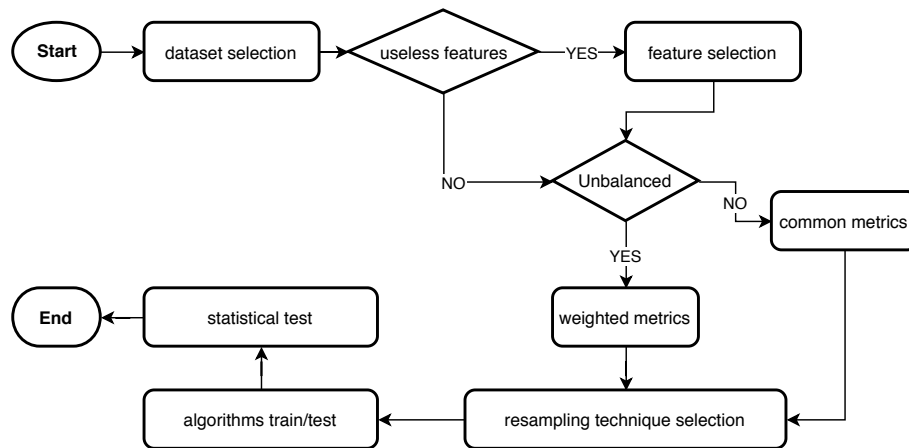 Start
dataset selection
useless features
YES
feature selection
NO
Unbalanced
NO
common metrics
YES
End
statistical test
weighted metrics
algorithms train/test
resampling technique selection